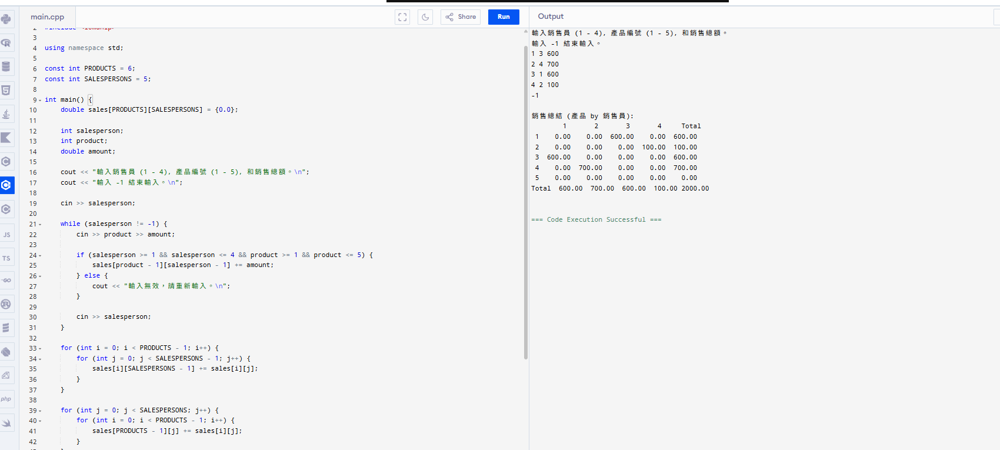 main.cpp
Share
Run
Output
2 #include <iomanip>
3
4 using namespace std;
5
6 const int PRODUCTS = 6;
7 const int SALESPERSONS = 5;
8
9 int main() {
10 double sales[PRODUCTS][SALESPERSONS] = {0.0};
11
12 int salesperson;
13 int product;
14 double amount;
15
16 cout << "輸入銷售員 (1 - 4), 產品編號 (1 - 5), 和銷售總額。\n";
17 cout << "輸入 -1 結束輸入。\n";
18
19 cin >> salesperson;
20
21 while (salesperson != -1) {
22 cin >> product >> amount;
23
24 if (salesperson >= 1 && salesperson <= 4 && product >= 1 && product <= 5) {
25 sales[product - 1][salesperson - 1] += amount;
26 } else {
27 cout << "輸入無效，請重新輸入。\n";
28 }
29
30 cin >> salesperson;
31 }
32
33 for (int i = 0; i < PRODUCTS - 1; i++) {
34 for (int j = 0; j < SALESPERSONS - 1; j++) {
35 sales[i][SALESPERSONS - 1] += sales[i][j];
36 }
37 }
38
39 for (int j = 0; j < SALESPERSONS; j++) {
40 for (int i = 0; i < PRODUCTS - 1; i++) {
41 sales[PRODUCTS - 1][j] += sales[i][j];
42 }
輸入銷售員 (1 - 4), 產品編號 (1 - 5), 和銷售總額。
輸入 -1 結束輸入。
1 3 600
2 4 700
3 1 600
4 2 100
-1
銷售總結 (產品 by 銷售員):
1 2 3 4 Total
1 0.00 0.00 600.00 0.00 600.00
2 0.00 0.00 0.00 100.00 100.00
3 600.00 0.00 0.00 0.00 600.00
4 0.00 700.00 0.00 0.00 700.00
5 0.00 0.00 0.00 0.00 0.00
Total 600.00 700.00 600.00 100.00 2000.00
=== Code Execution Successful ===
JS
TS
GO
php